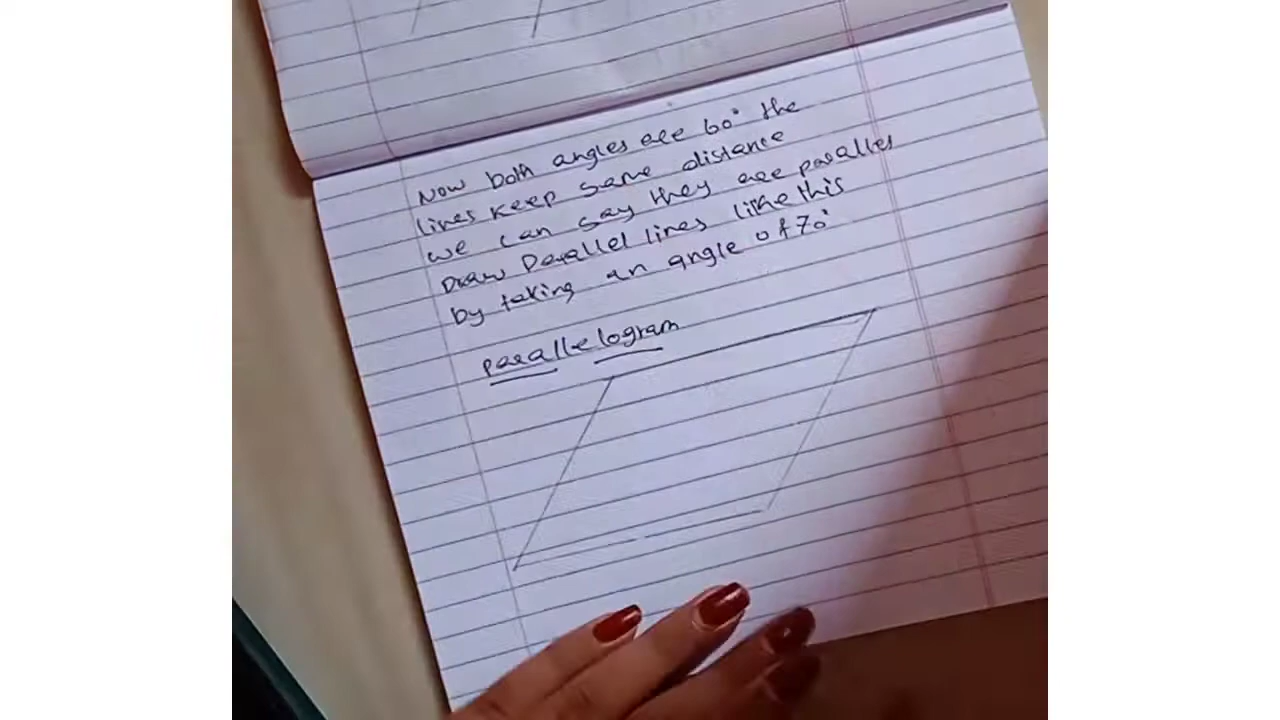 Now both angles are 60° the
lines keep same distance
we can say they are parallel
Draw Parallel lines like this
by taking an angle of 70°
parallelogram